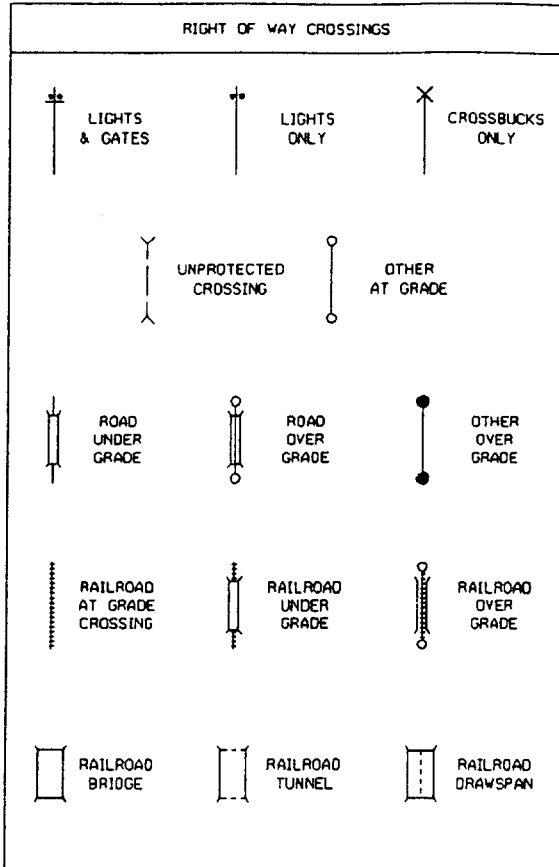 RIGHT OF WAY CROSSINGS
LIGHTS
& GATES
LIGHTS
ONLY
CROSSBUCKS
ONLY
UNPROTECTED
CROSSING
OTHER
AT GRADE
ROAD
UNDER
GRADE
ROAD
OVER
GRADE
OTHER
OVER
GRADE
RAILROAD
AT GRADE
CROSSING
RAILROAD
UNDER
GRADE
RAILROAD
OVER
GRADE
RAILROAD
BRIDGE
RAILROAD
TUNNEL
RAILROAD
DRAWSPAN